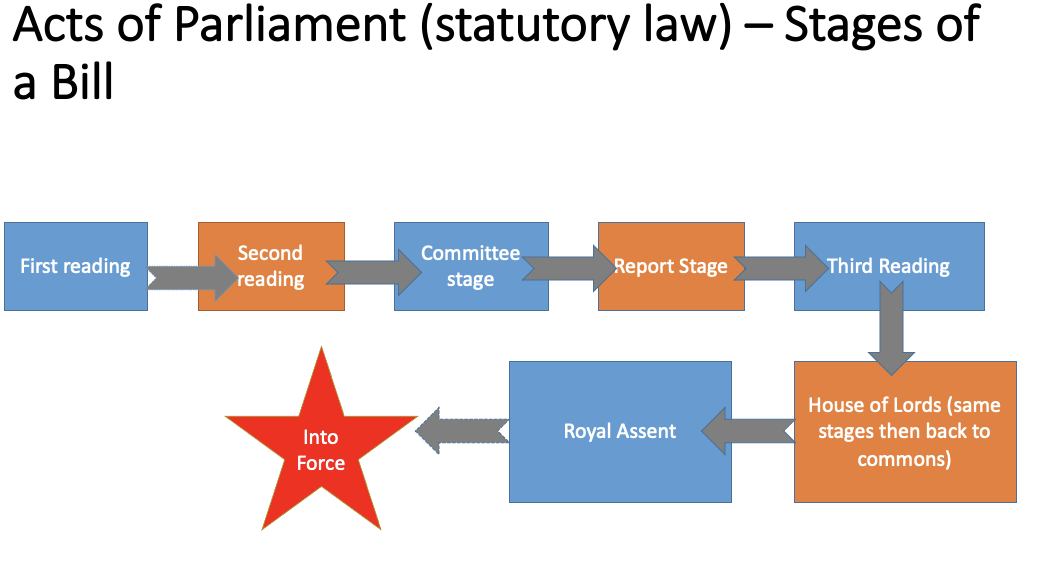 Acts of Parliament (statutory law) – Stages of
a Bill
First reading
Second
reading
Committee
stage
Report Stage
Third Reading
House of Lords (same
stages then back to
commons)
Royal Assent
Into
Force